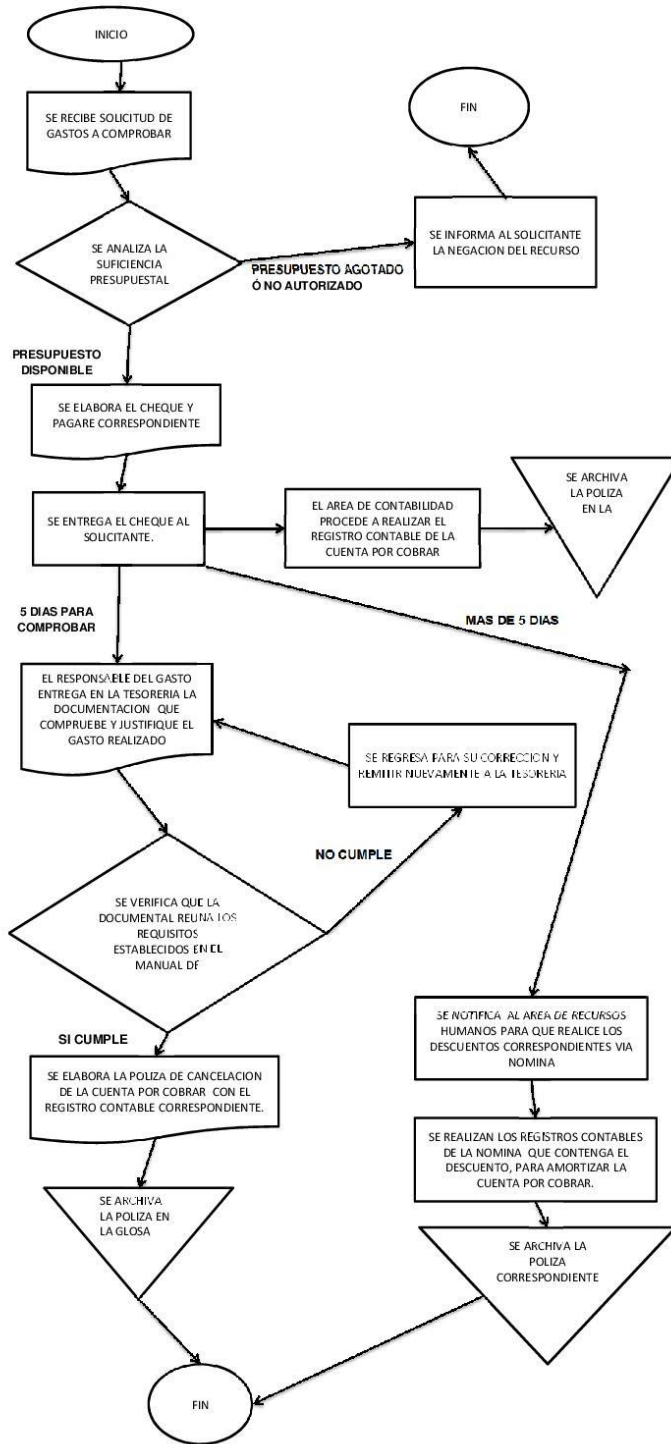 INICIO
SE RECIBE SOLICITUD DE
GASTOS A COMPROBAR
FIN
SE ANALIZA LA
SUFICIENCIA
PRESUPUESTAL
SE INFORMA AL SOLICITANTE
LA NEGACION DEL RECURSO
PRESUPUESTO AGOTADO
Ó NO AUTORIZADO
PRESUPUESTO
DISPONIBLE
SE ELABORA EL CHEQUE Y
PAGARE CORRESPONDIENTE
SE ENTREGA EL CHEQUE AL
SOLICITANTE.
EL AREA DE CONTABILIDAD
PROCEDE A REALIZAR EL
REGISTRO CONTABLE DE LA
CUENTA POR COBRAR
SE ARCHIVA
LA POLIZA
EN LA
5 DIAS PARA
COMPROBAR
MAS DE 5 DIAS
EL RESPONSABLE DEL GASTO
ENTREGA EN LA TESORERIA LA
DOCUMENTACION QUE
COMPRUEBE Y JUSTIFIQUE EL
GASTO REALIZADO
SE REGRESA PARA SU CORRECCION Y
REMITIR NUEVAMENTE A LA TESORERIA
NO CUMPLE
SE VERIFICA QUE LA
DOCUMENTAL REUNA LOS
REQUISITOS
ESTABLECIDOS EN EL
MANUAL DE
SI CUMPLE
SE ELABORA LA POLIZA DE CANCELACION
DE LA CUENTA POR COBRAR CON EL
REGISTRO CONTABLE CORRESPONDIENTE.
SE NOTIFICA AL AREA DE RECURSOS
HUMANOS PARA QUE REALICE LOS
DESCUENTOS CORRESPONDIENTES VIA
NOMINA
SE REALIZAN LOS REGISTROS CONTABLES
DE LA NOMINA QUE CONTENGA EL
DESCUENTO, PARA AMORTIZAR LA
CUENTA POR COBRAR.
SE ARCHIVA
LA POLIZA EN
LA GLOSA
SE ARCHIVA LA
POLIZA
CORRESPONDIENTE
FIN